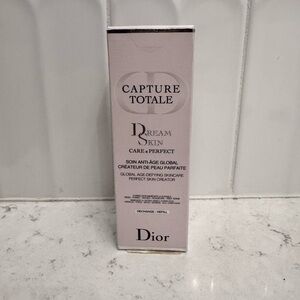 CAPTURE
TOTALE
DREAM
SKIN
CARE & PERFECT
SOIN ANTI-ÂGE GLOBAL
CRÉATEUR DE PEAU PARFAITE
GLOBAL AGE-DEFYING SKINCARE
PERFECT SKIN CREATOR
RECHARGE - REFILL
Dior